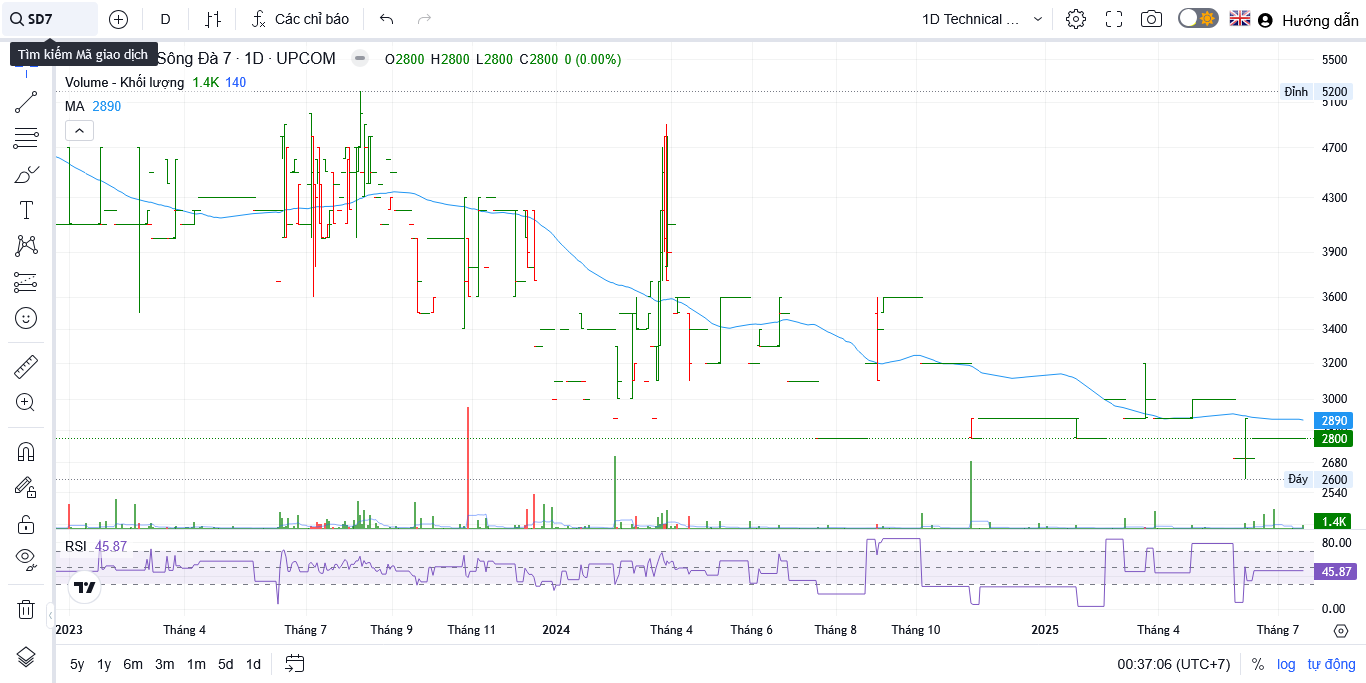 SD7
D
Các chỉ báo
1D Technical ...
Hướng dẫn
Tìm kiếm Mã giao dịch
Sông Đà 7 · 1D · UPCOM
O2800 H2800 L2800 C2800 0 (0.00%)
Volume - Khối lượng 1.4K 140
MA 2890
5500
Đỉnh 5200
5100
4700
4300
3900
3600
3400
3200
3000
2890
2800
2680
Đáy 2600
2540
1.4K
RSI 45.87
80.00
45.87
0.00
2023 Tháng 4 Tháng 7 Tháng 9 Tháng 11 2024 Tháng 4 Tháng 6 Tháng 8 Tháng 10 2025 Tháng 4 Tháng 7
5y 1y 6m 3m 1m 5d 1d
00:37:06 (UTC+7) % log tự động